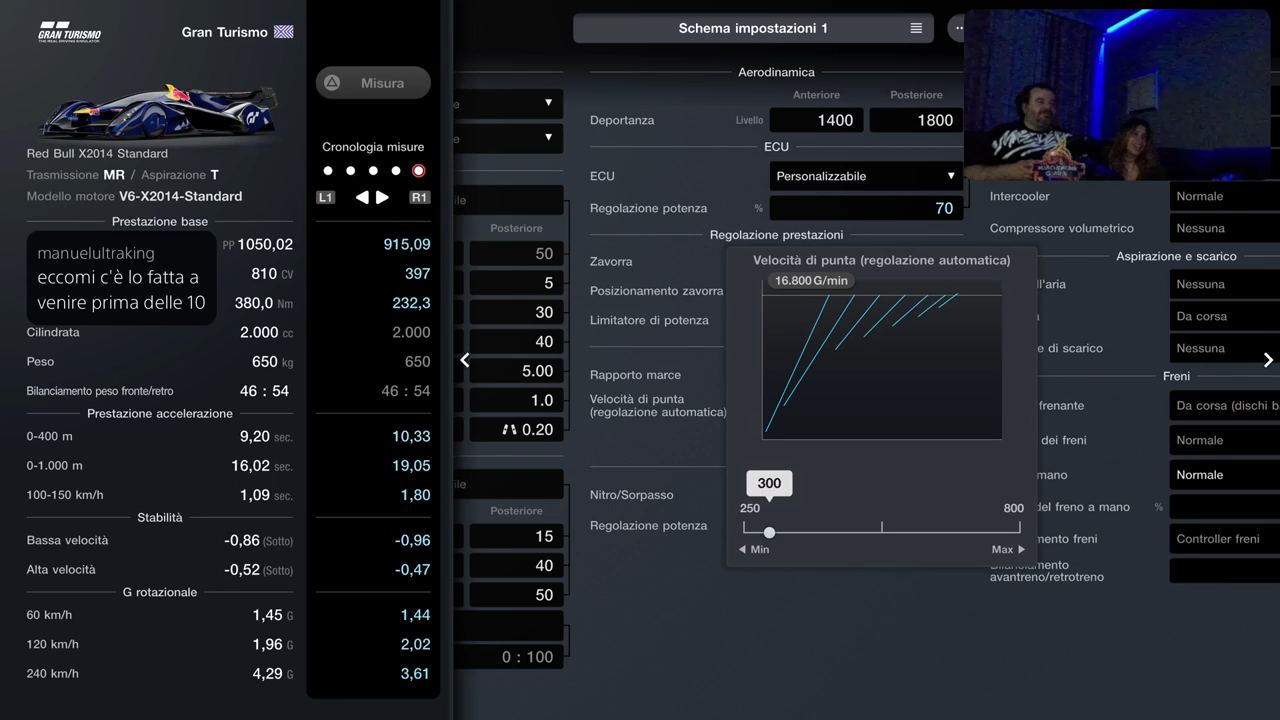 GRAN TURISMO
THE REAL DRIVING SIMULATOR
Gran Turismo
Red Bull X2014 Standard
Trasmissione MR / Aspirazione T
Modello motore V6-X2014-Standard
Prestazione base
manuelultraking
eccomi c'è lo fatta a
venire prima delle 10
PP 1050,02
810 CV
380,0 Nm
Cilindrata 2.000 cc
Peso 650 kg
Bilanciamento peso fronte/retro 46 : 54
Prestazione accelerazione
0-400 m 9,20 sec.
0-1.000 m 16,02 sec.
100-150 km/h 1,09 sec.
Stabilità
Bassa velocità -0,86 (Sotto)
Alta velocità -0,52 (Sotto)
G rotazionale
60 km/h 1,45 G
120 km/h 1,96 G
240 km/h 4,29 G
Misura
Cronologia misure
L1 R1
915,09
397
232,3
2.000
650
46 : 54
10,33
19,05
1,80
-0,96
-0,47
1,44
2,02
3,61
Posteriore
50
5
30
40
5.00
1.0
0.20
Posteriore
15
40
50
0 : 100
Schema impostazioni 1
Aerodinamica
Anteriore Posteriore
Deportanza Livello 1400 1800
ECU
ECU Personalizzabile
Regolazione potenza % 70
Regolazione prestazioni
Zavorra
Posizionamento zavorra
Limitatore di potenza
Rapporto marce
Velocità di punta
(regolazione automatica)
Nitro/Sorpasso
Regolazione potenza
Velocità di punta (regolazione automatica)
16.800 G/min
300
250 800
Min Max
Intercooler Normale
Compressore volumetrico Nessuna
Aspirazione e scarico
ll'aria Nessuna
da Da corsa
e di scarico Nessuna
Freni
frenante Da corsa (dischi b
dei freni Normale
mano Normale
del freno a mano %
mento freni Controller freni
Bilanciamento
avantreno/retrotreno